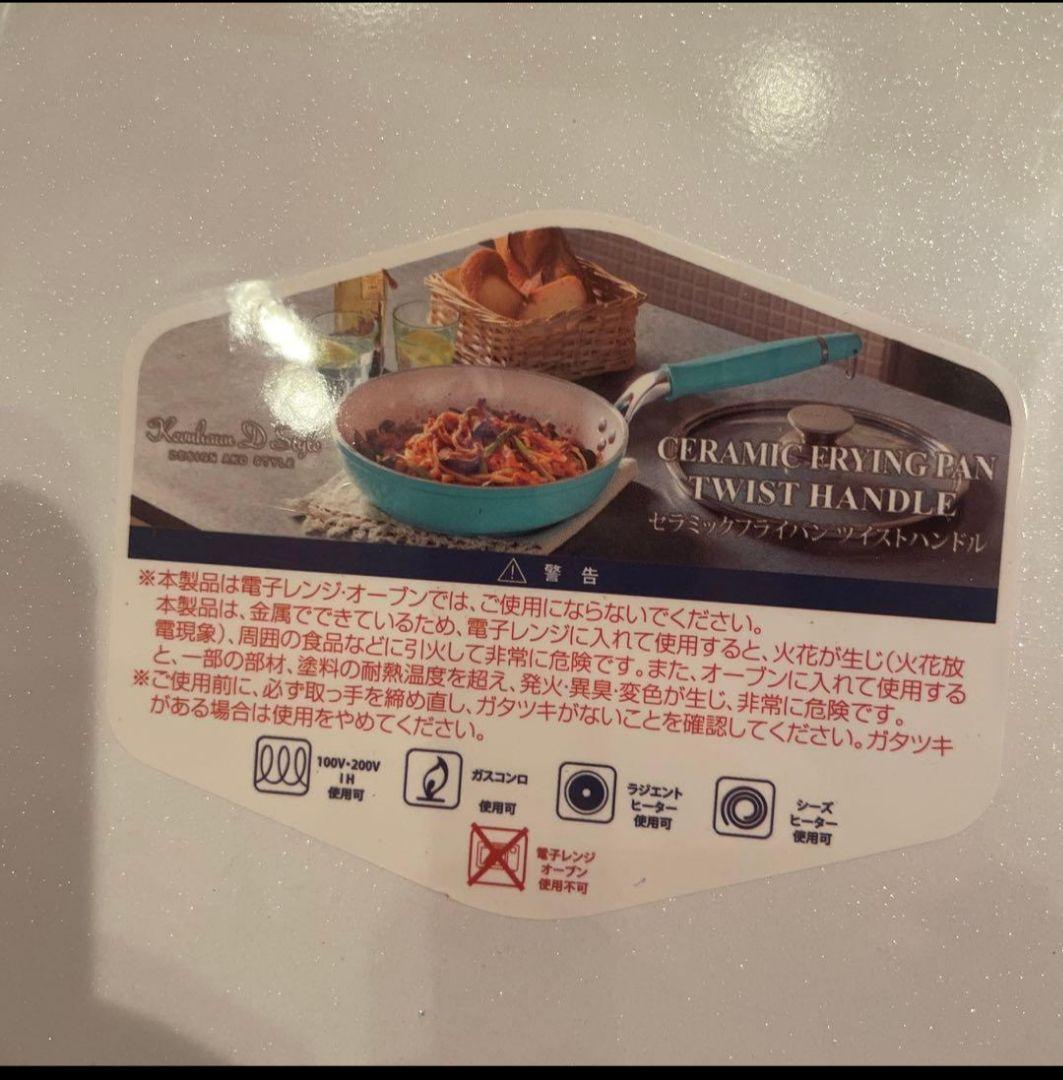 Kawihaun D Style
DESIGN AND STYLE
CERAMIC FRYING PAN
TWIST HANDLE
セラミックフライパン ツイストハンドル
警告
※本製品は電子レンジ・オーブンでは、ご使用にならないでください。
本製品は、金属でできているため、電子レンジに入れて使用すると、火花が生じ(火花放
電現象)、周囲の食品などに引火して非常に危険です。また、オーブンに入れて使用する
と、一部の部材、塗料の耐熱温度を超え、発火・異臭・変色が生じ、非常に危険です。
※ご使用前に、必ず取っ手を締め直し、ガタツキがないことを確認してください。ガタツキ
がある場合は使用をやめてください。
100V・200V
IH
使用可
ガスコンロ
使用可
ラジエント
ヒーター
使用可
シーズ
ヒーター
使用可
電子レンジ
オーブン
使用不可